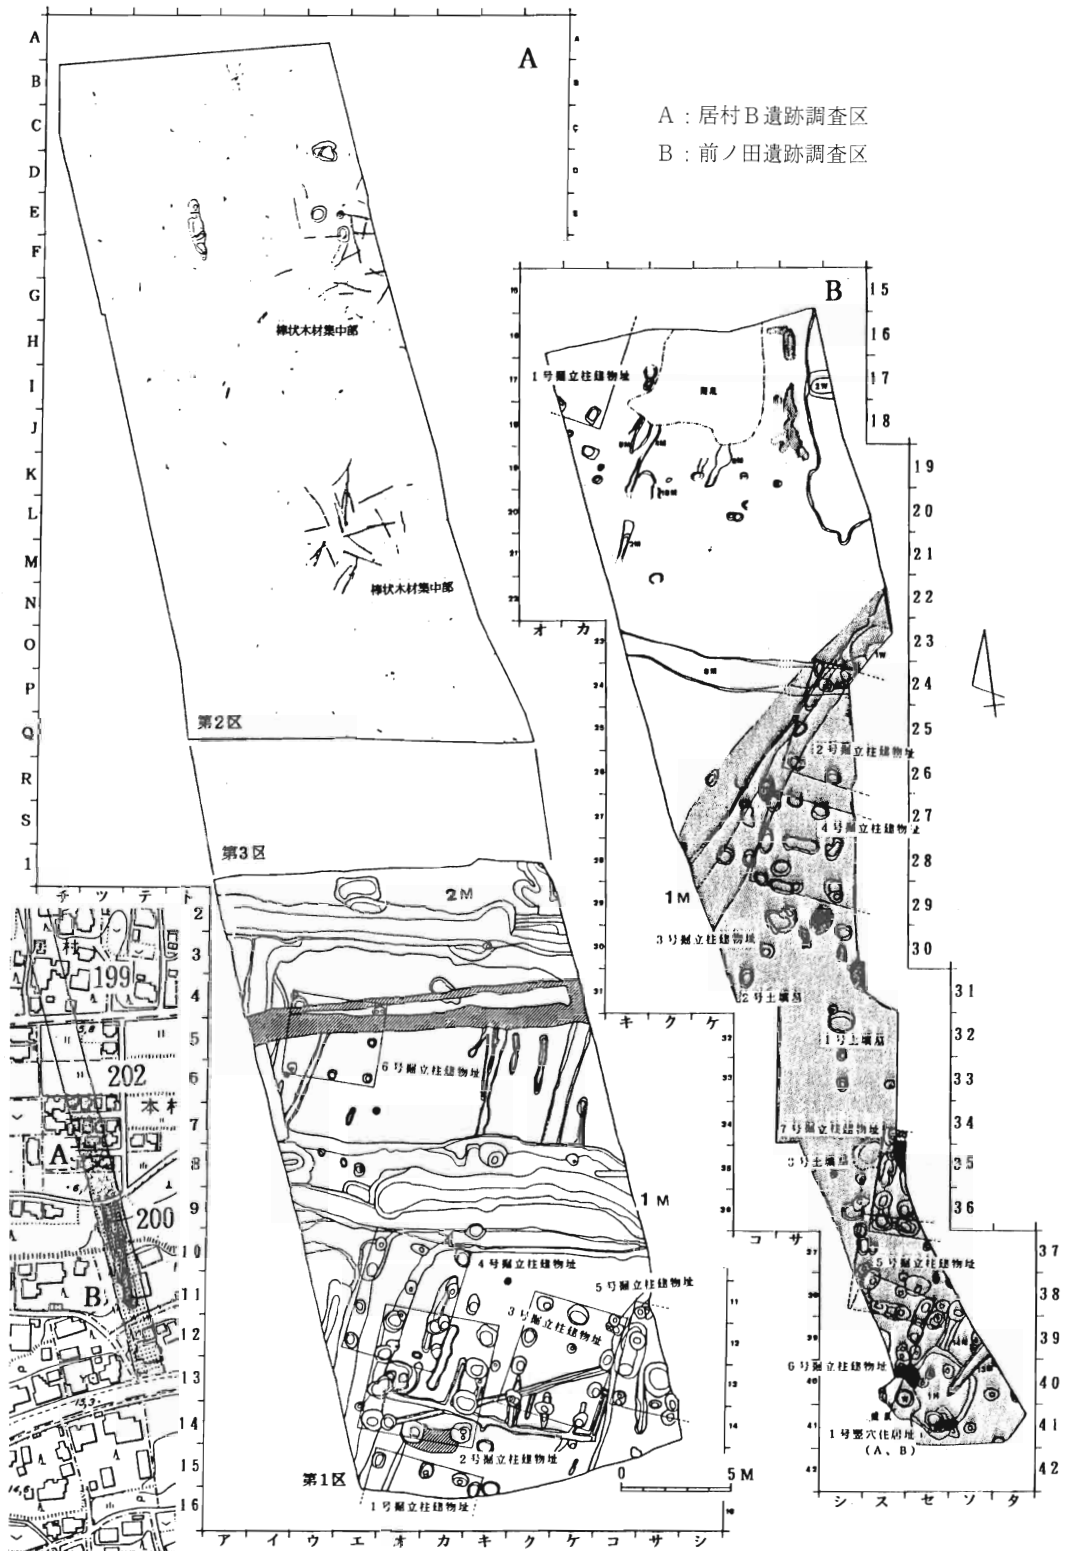 A
A:居村B遺跡調査区
B:前ノ田遺跡調査区
A
B
C
D
E
F
G
H
I
J
K
L
M
N
O
P
Q
R
S
1
棒状木材集中部
棒状木材集中部
第2区
第3区
チ ツ テ ト
2
3
4
5
6
7
8
9
10
11
12
13
14
15
16
2M
6号掘立柱建物址
1M
4号掘立柱建物址
5号掘立柱建物址
3号掘立柱建物址
2号掘立柱建物址
第1区
1号掘立柱建物址
0 5M
ア イ ウ エ オ カ キ ク ケ コ サ シ
居村
199
202
本村
A
200
B
B
15
16
17
18
19
20
21
22
23
24
25
26
27
28
29
30
31
32
33
34
35
36
37
38
39
40
41
42
1号掘立柱建物址
オ カ
2号掘立柱建物址
4号掘立柱建物址
1M
3号掘立柱建物址
2号土壙墓
キ ク ケ
1号土壙墓
7号掘立柱建物址
3号土壙墓
コ サ
5号掘立柱建物址
6号掘立柱建物址
1号竪穴住居址
(A、B)
シ ス セ ソ タ